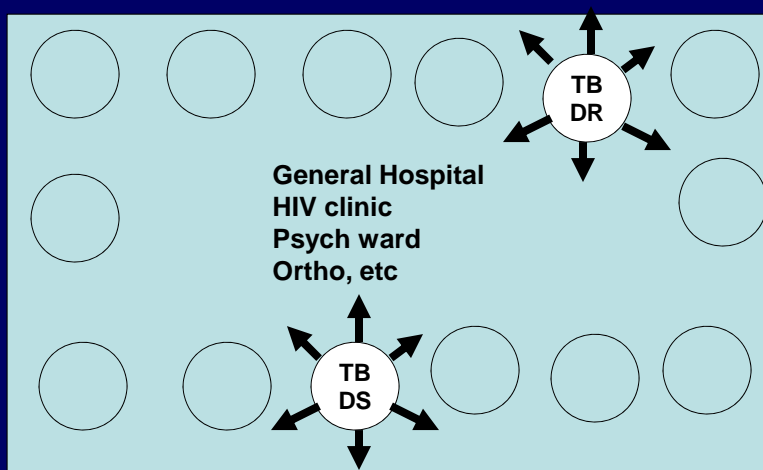 TB
DR
General Hospital
HIV clinic
Psych ward
Ortho, etc
TB
DS